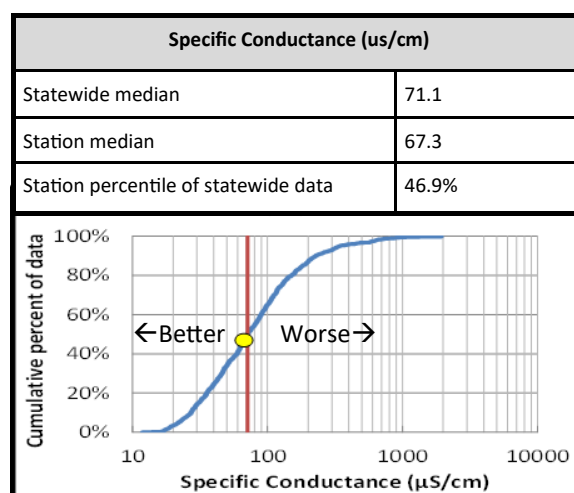 Specific Conductance (us/cm)
Statewide median 71.1
Station median 67.3
Station percentile of statewide data 46.9%
Cumulative percent of data
100%
80%
60%
←Better Worse→
40%
20%
0%
10 100 1000 10000
Specific Conductance (µS/cm)